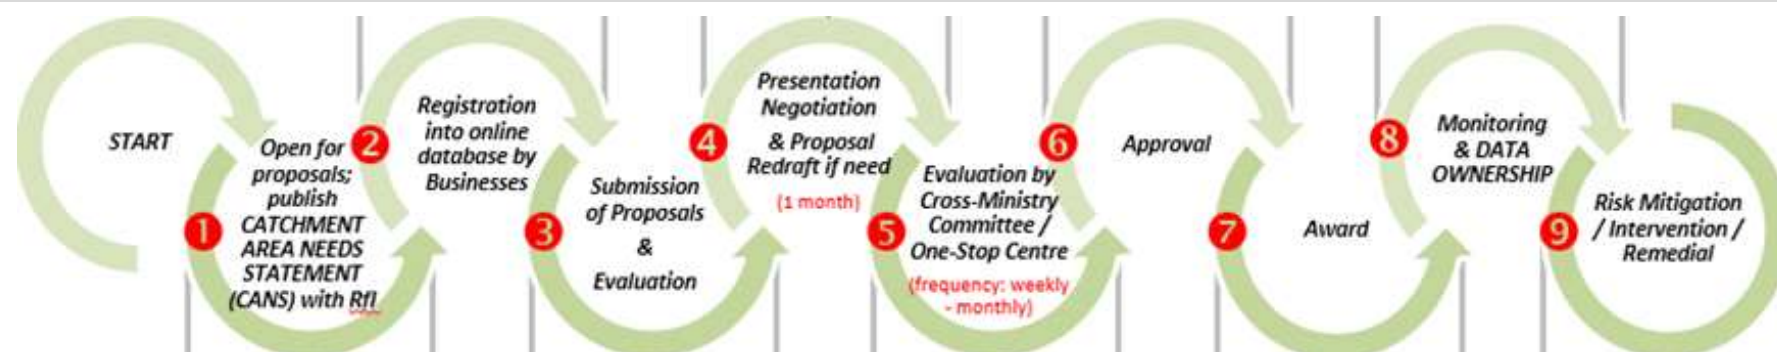 START
1
Open for
proposals;
publish
CATCHMENT
AREA NEEDS
STATEMENT
(CANS) with RfI
2
Registration
into online
database by
Businesses
3
Submission
of Proposals
&
Evaluation
4
Presentation
Negotiation
& Proposal
Redraft if need
(1 month)
5
Evaluation by
Cross-Ministry
Committee /
One-Stop Centre
(frequency: weekly
- monthly)
6
Approval
7
Award
8
Monitoring
& DATA
OWNERSHIP
9
Risk Mitigation
/ Intervention /
Remedial